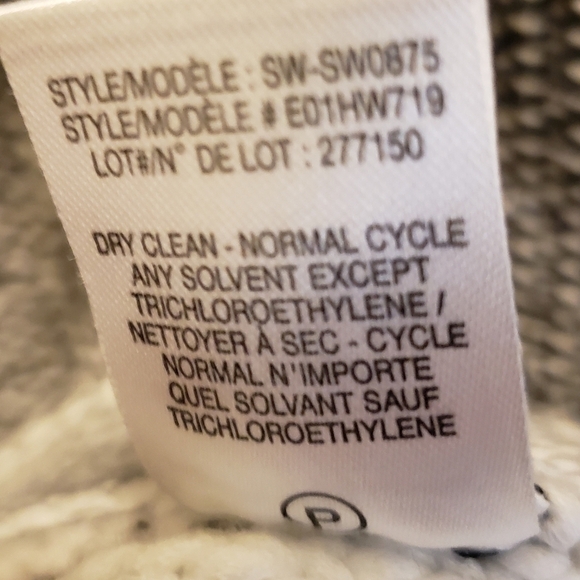 STYLE/MODÈLE : SW-SW0875
STYLE/MODÈLE # E01HW719
LOT#/N° DE LOT : 277150
DRY CLEAN - NORMAL CYCLE
ANY SOLVENT EXCEPT
TRICHLOROETHYLENE /
NETTOYER À SEC - CYCLE
NORMAL N'IMPORTE
QUEL SOLVANT SAUF
TRICHLOROETHYLENE
P